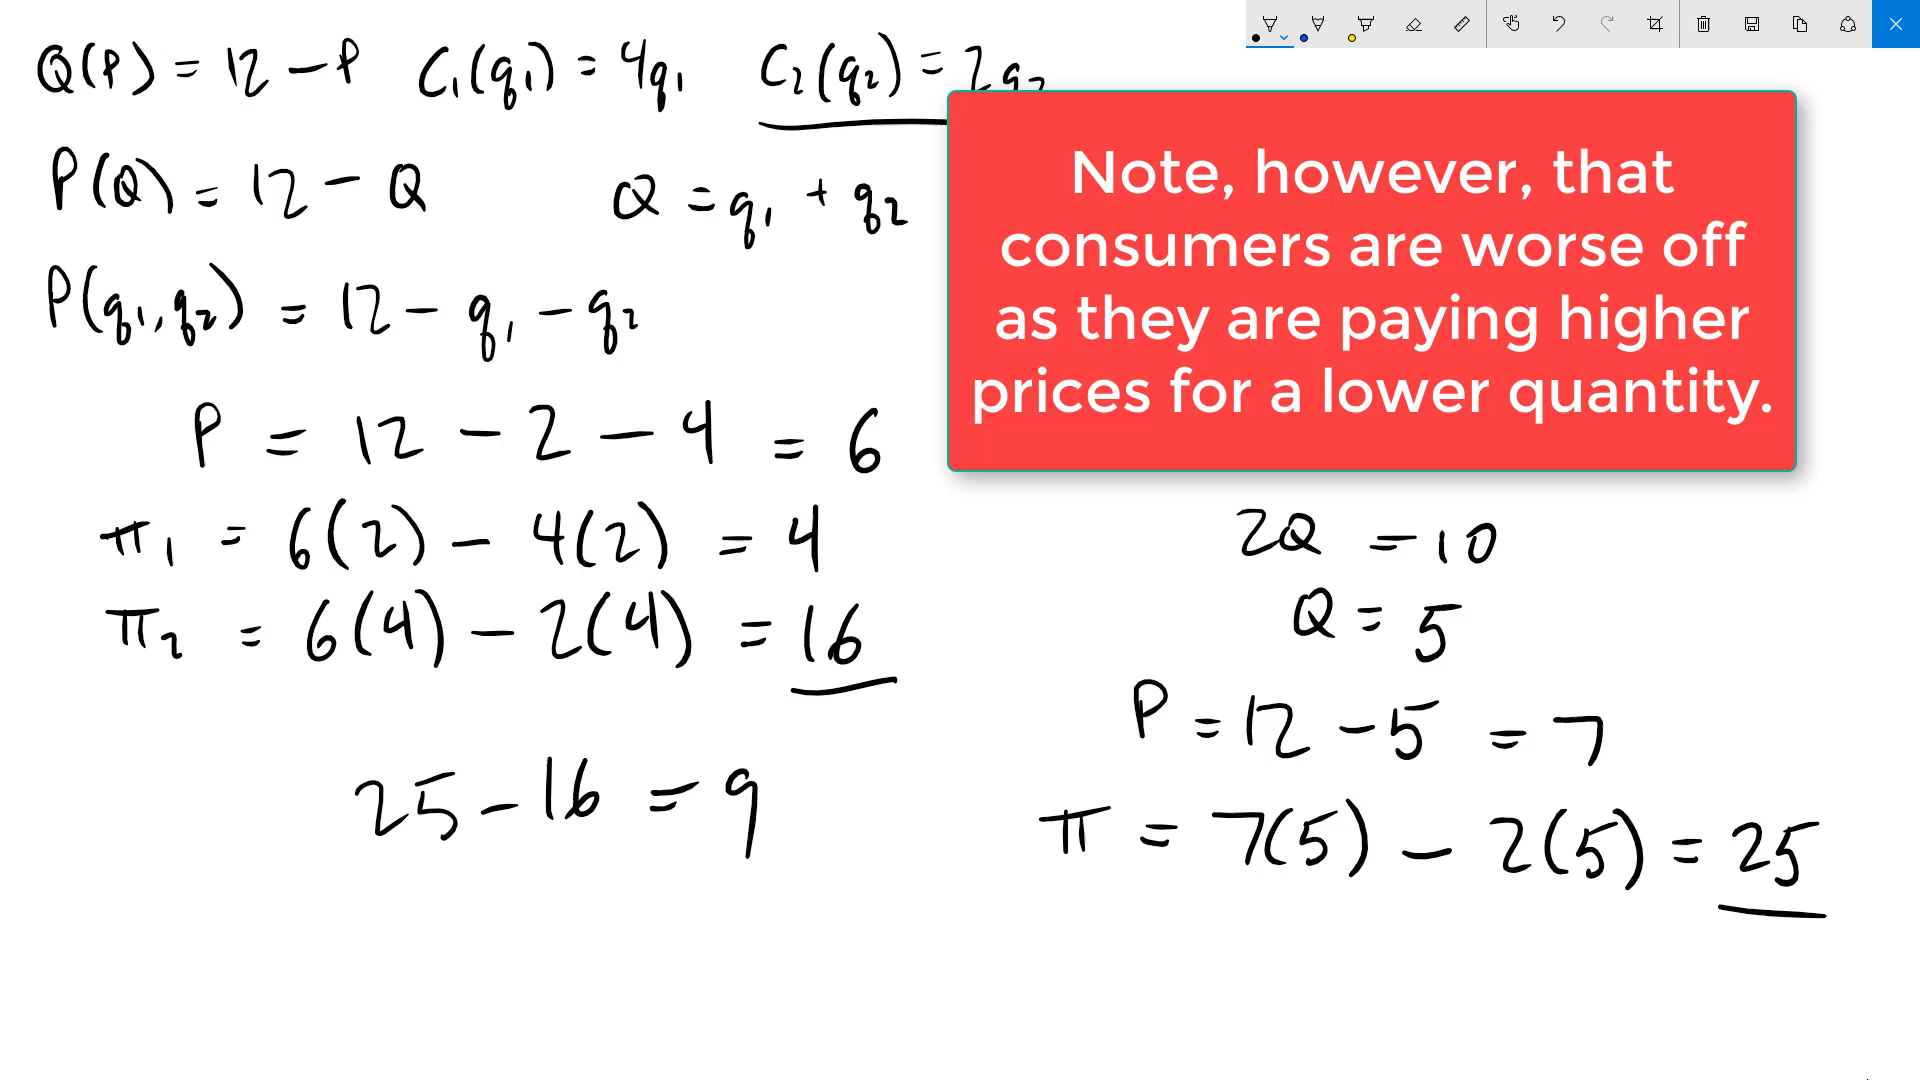 Q(P) = 12 - P C₁(q₁) = 4q₁ C₂(q₂) = 2q₂
P(Q) = 12 - Q Q = q₁ + q₂
P(q₁,q₂) = 12 - q₁ - q₂
P = 12 - 2 - 4 = 6
π₁ = 6(2) - 4(2) = 4
π₂ = 6(4) - 2(4) = 16
25 - 16 = 9
Note, however, that
consumers are worse off
as they are paying higher
prices for a lower quantity.
2Q = 10
Q = 5
P = 12 - 5 = 7
π = 7(5) - 2(5) = 25